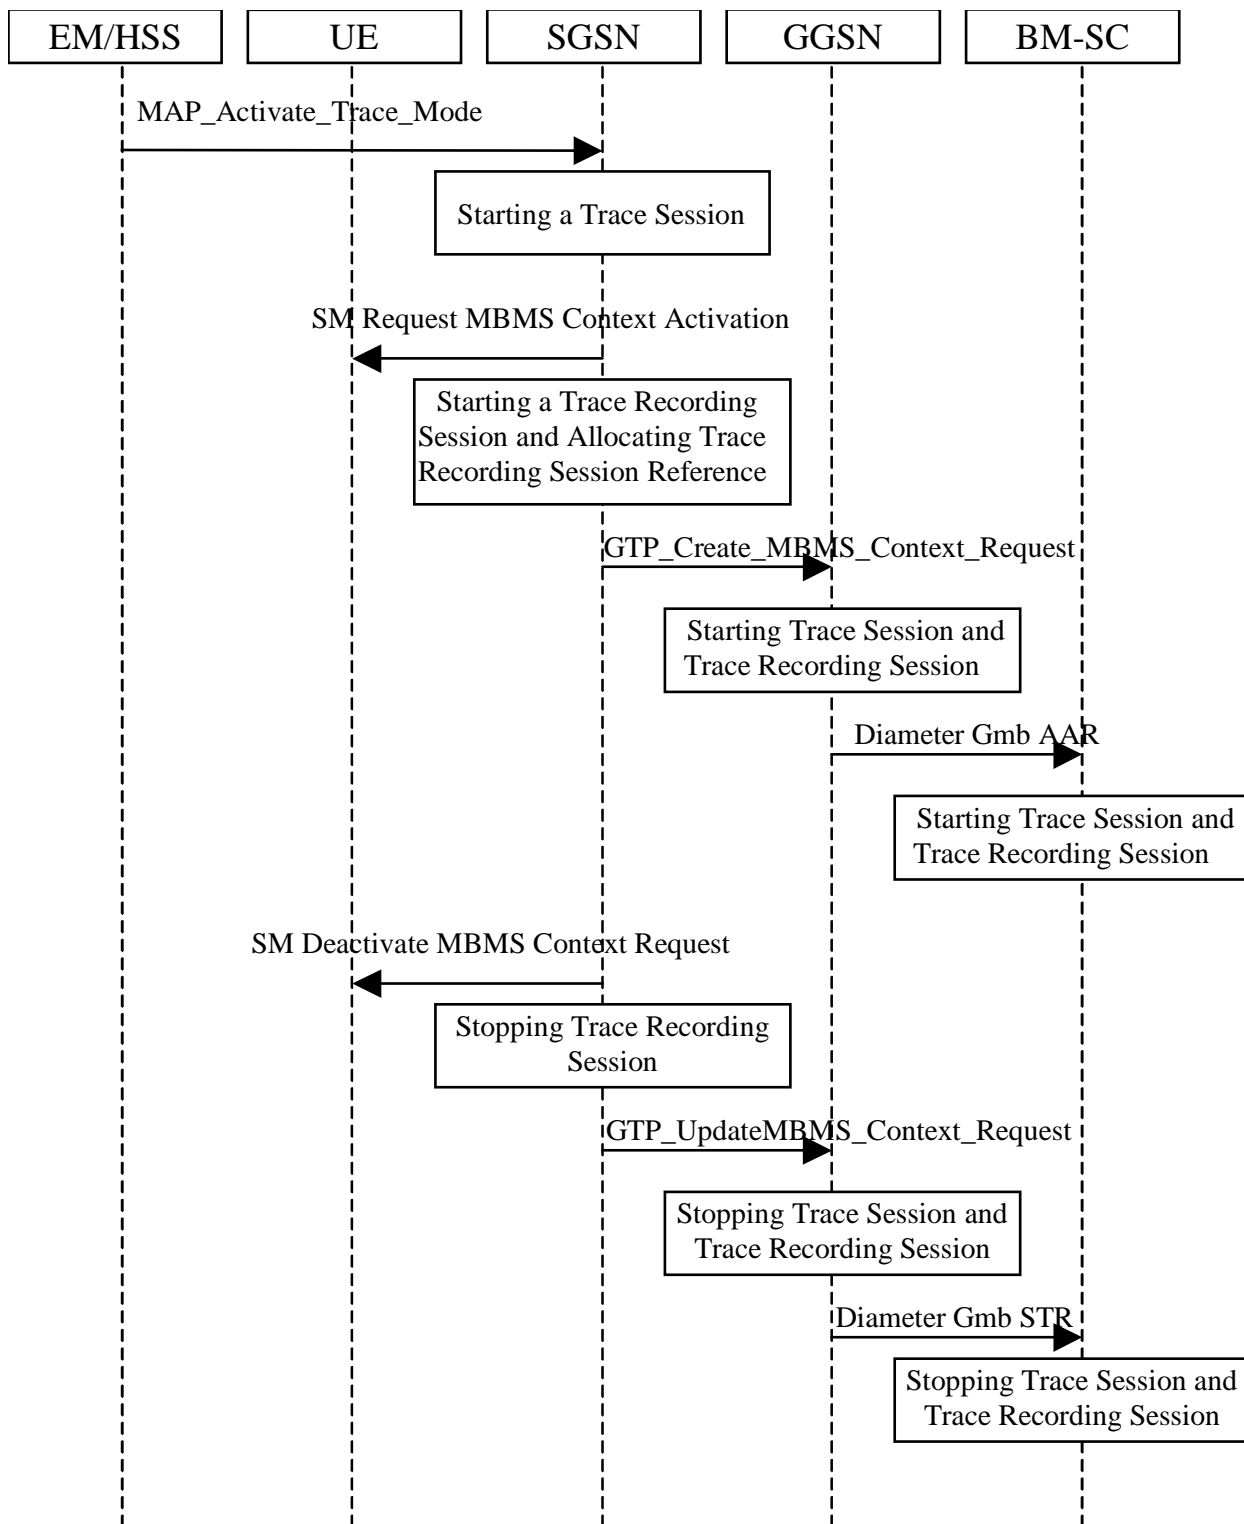 EM/HSS UE SGSN GGSN BM-SC
MAP_Activate_Trace_Mode
Starting a Trace Session
SM Request MBMS Context Activation
Starting a Trace Recording
Session and Allocating Trace
Recording Session Reference
GTP_Create_MBMS_Context_Request
Starting Trace Session and
Trace Recording Session
Diameter Gmb AAR
Starting Trace Session and
Trace Recording Session
SM Deactivate MBMS Context Request
Stopping Trace Recording
Session
GTP_UpdateMBMS_Context_Request
Stopping Trace Session and
Trace Recording Session
Diameter Gmb STR
Stopping Trace Session and
Trace Recording Session